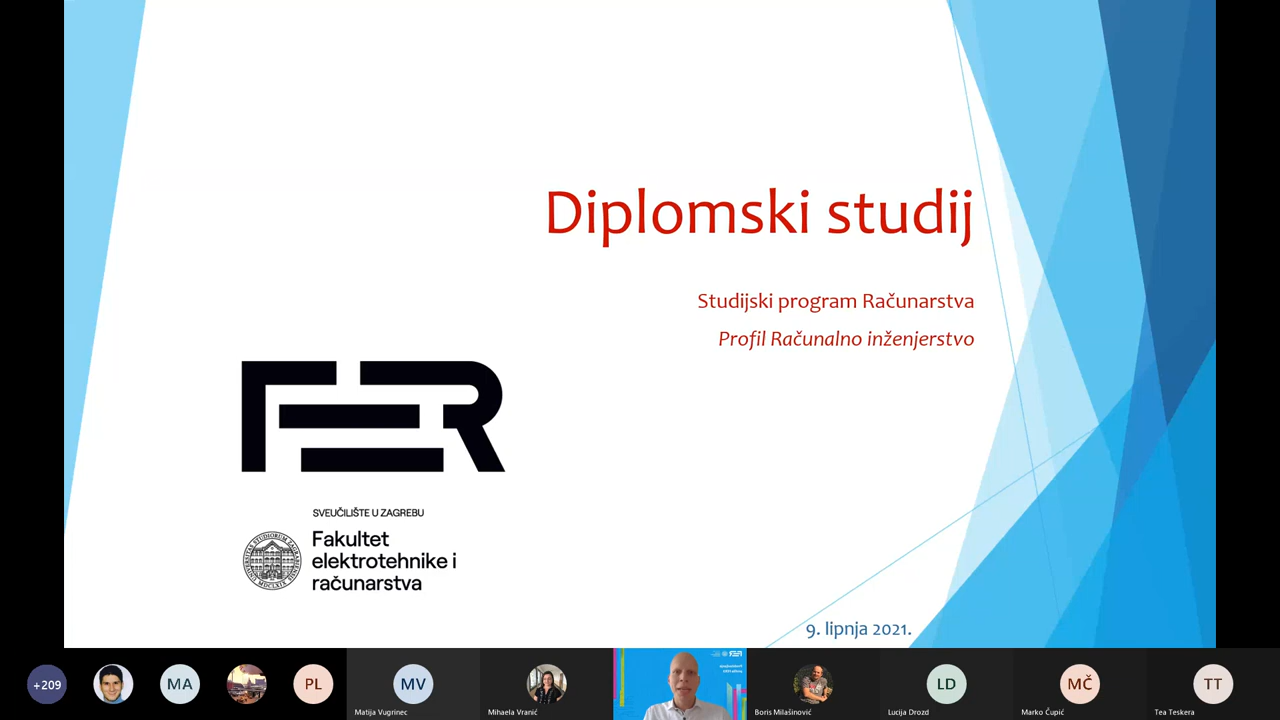 Diplomski studij
Studijski program Računarstva
Profil Računalno inženjerstvo
FER
SVEUČILIŠTE U ZAGREBU
Fakultet
elektrotehnike i
računarstva
9. lipnja 2021.
+209
MA
PL
MV
LD
MČ
TT
Matija Vugrinec
Mihaela Vranić
Boris Milašinović
Lucija Drozd
Marko Čupić
Tea Teskera